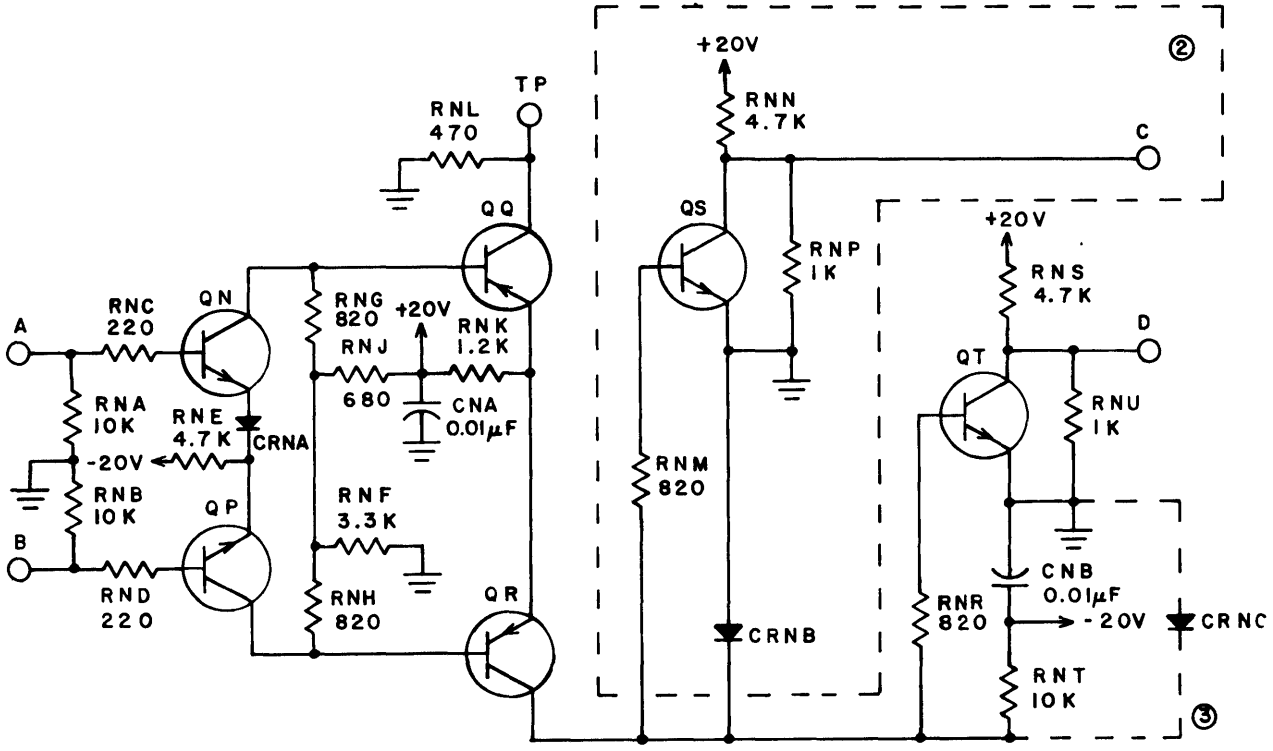 +20V
②
TP
RNN
4.7K
RNL
470
C
QQ
QS
+20V
RNP
1K
RNS
4.7K
RNG
820
+20V
QN
RNC
220
A
RNJ
680
RNK
1.2K
D
QT
RNA
10K
RNE
4.7K
CRNA
CNA
0.01µF
RNU
1K
-20V
RNM
820
RNB
10K
QP
RNF
3.3K
B
CNB
0.01µF
RND
220
RNH
820
QR
RNR
820
-20V
CRNC
CRNB
RNT
10K
③